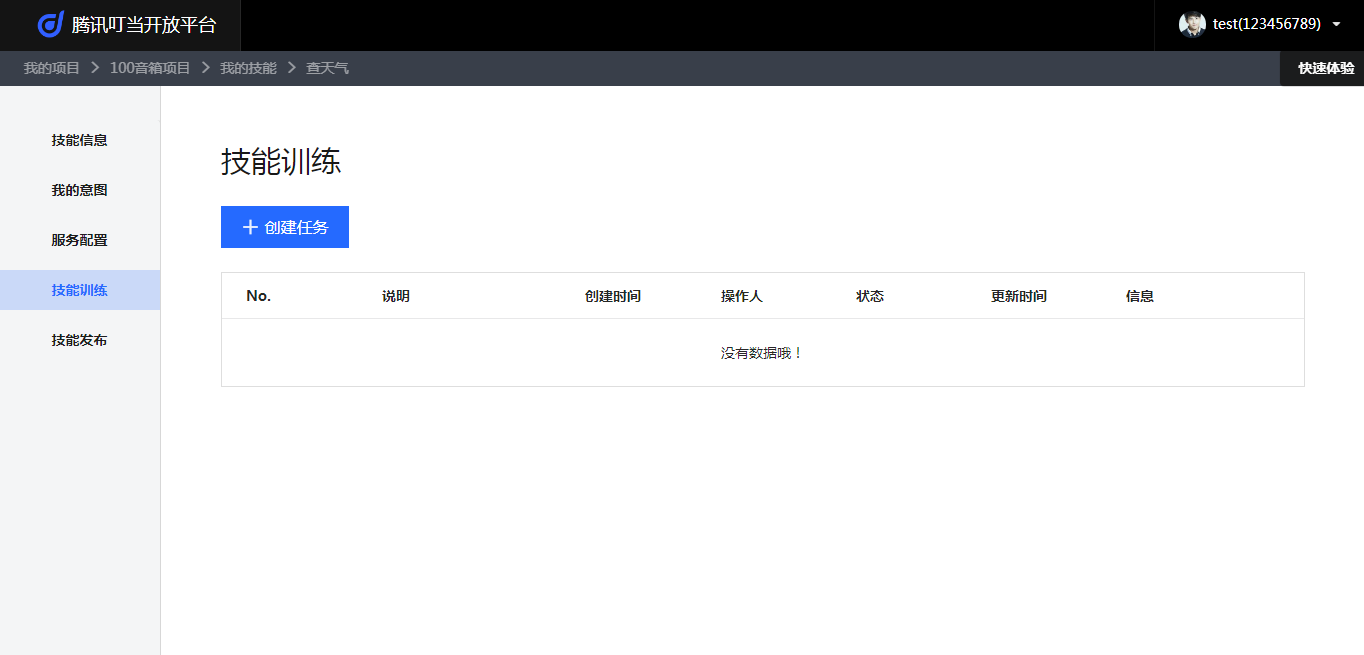 腾讯叮当开放平台
test(123456789)
我的项目 > 100音箱项目 > 我的技能 > 查天气
快速体验
技能信息
我的意图
服务配置
技能训练
技能发布
技能训练
+ 创建任务
No. 说明 创建时间 操作人 状态 更新时间 信息
没有数据哦！